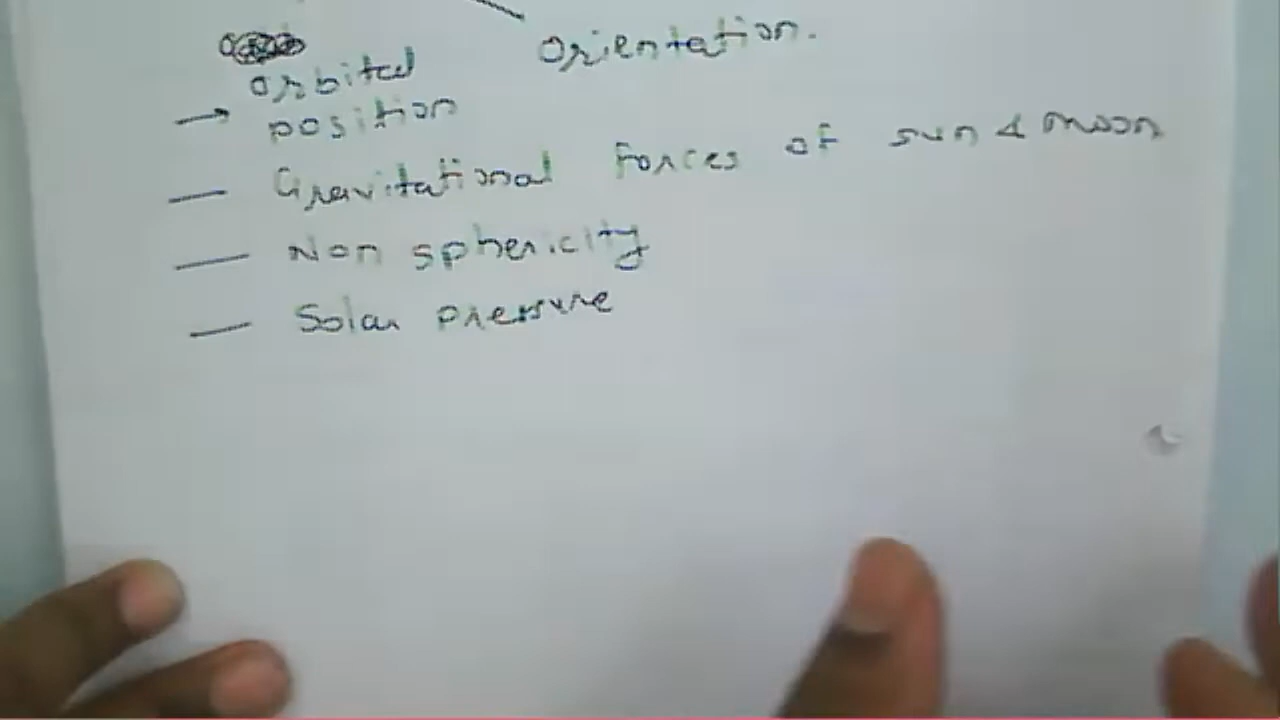 Orientation.
orbital
→ position
— Gravitational Forces of sun & moon
— Non sphericity
— Solar pressure